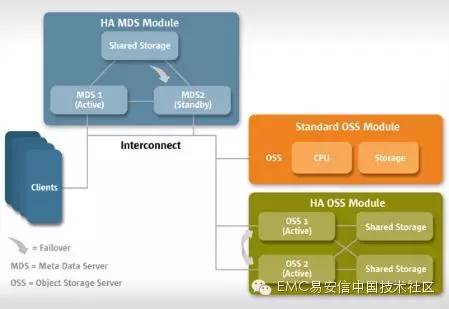 HA MDS Module
Shared Storage
MDS 1
(Active)
MDS2
(Standby)
Interconnect
Clients
Standard OSS Module
OSS
CPU
Storage
HA OSS Module
OSS 1
(Active)
Shared Storage
OSS 2
(Active)
Shared Storage
= Failover
MDS = Meta Data Server
OSS = Object Storage Server
EMC易安信中国技术社区